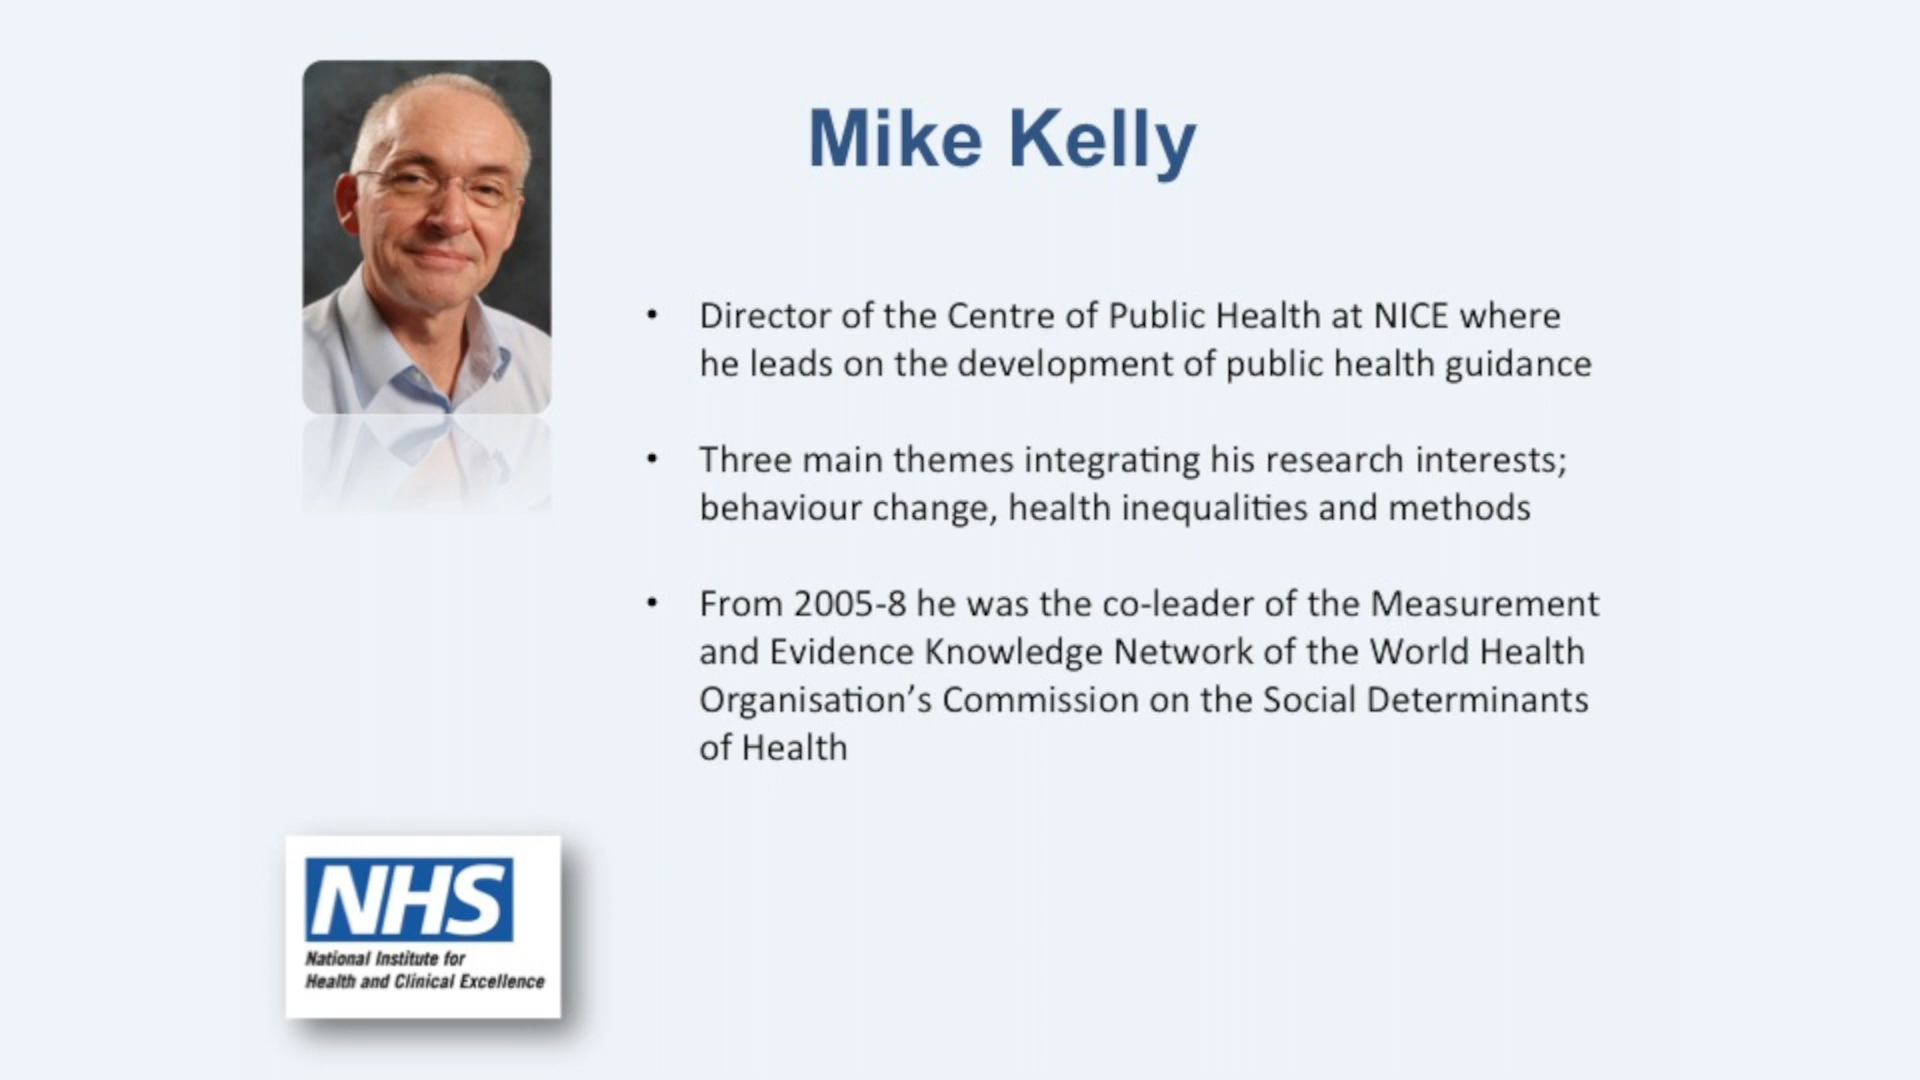 Mike Kelly
• Director of the Centre of Public Health at NICE where
he leads on the development of public health guidance
• Three main themes integrating his research interests;
behaviour change, health inequalities and methods
• From 2005-8 he was the co-leader of the Measurement
and Evidence Knowledge Network of the World Health
Organisation’s Commission on the Social Determinants
of Health
NHS
National Institute for
Health and Clinical Excellence